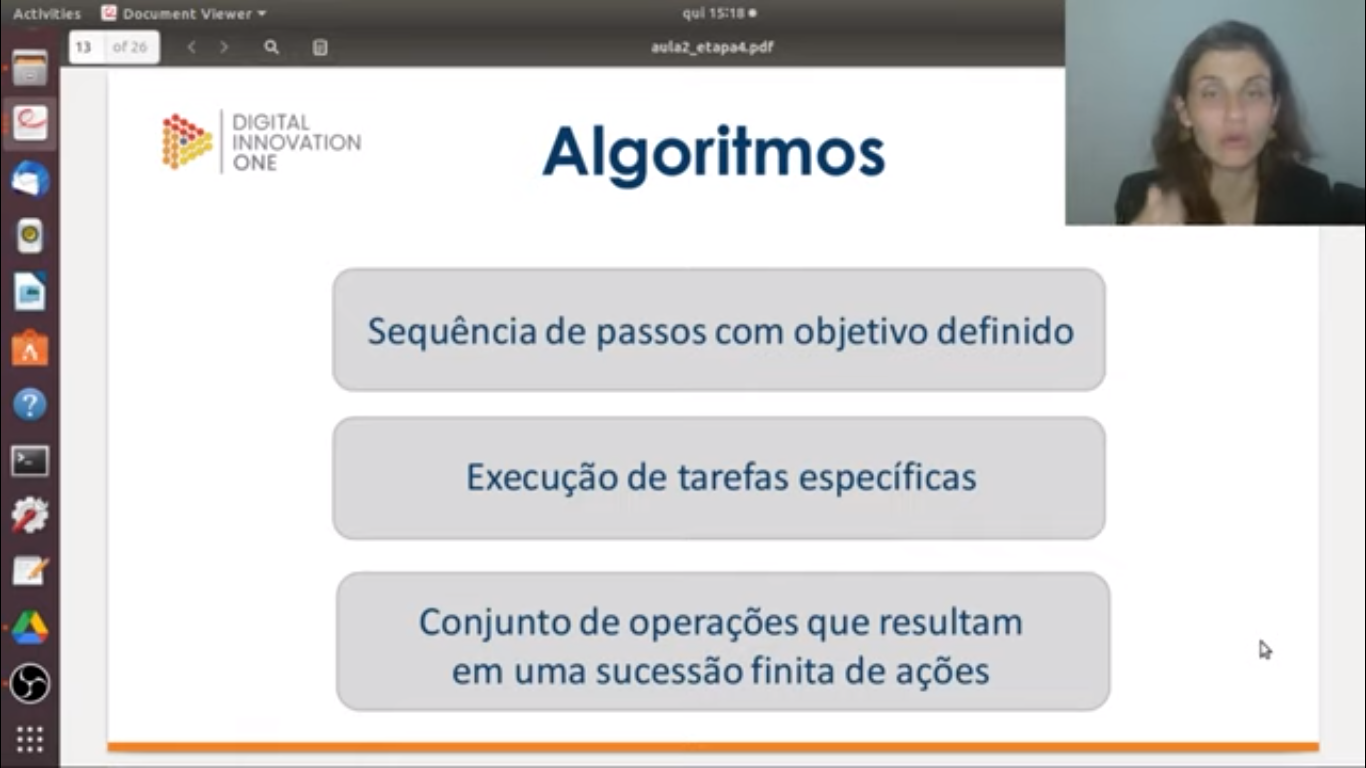 Activities Document Viewer qui 15:18
13 of 26 aula2_etapa4.pdf
DIGITAL
INNOVATION
ONE
Algoritmos
Sequência de passos com objetivo definido
Execução de tarefas específicas
Conjunto de operações que resultam
em uma sucessão finita de ações